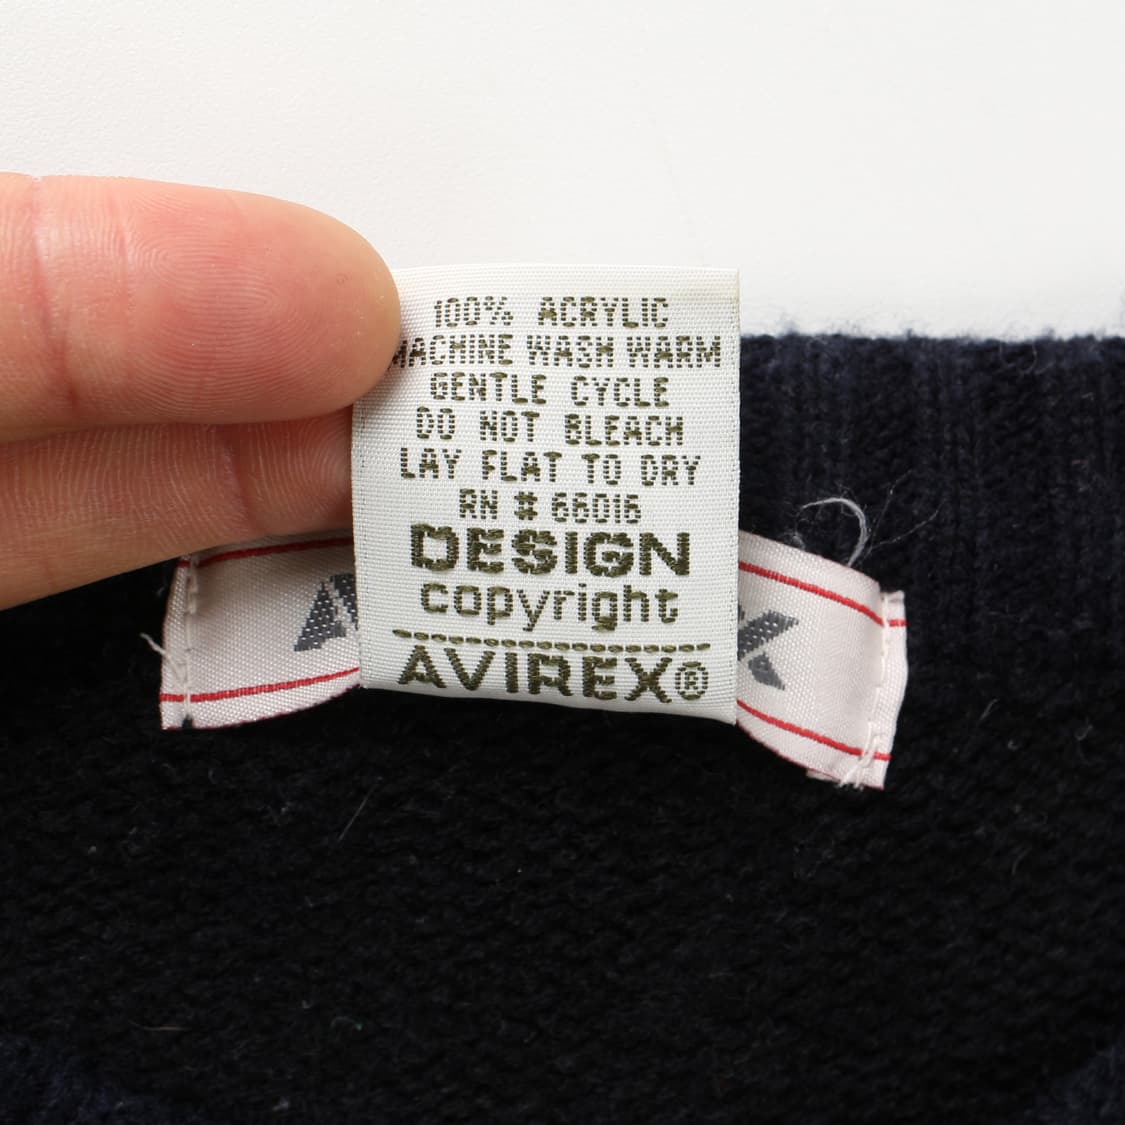 100% ACRYLIC
MACHINE WASH WARM
GENTLE CYCLE
DO NOT BLEACH
LAY FLAT TO DRY
RN # 66016
DESIGN
copyright
AVIREX®